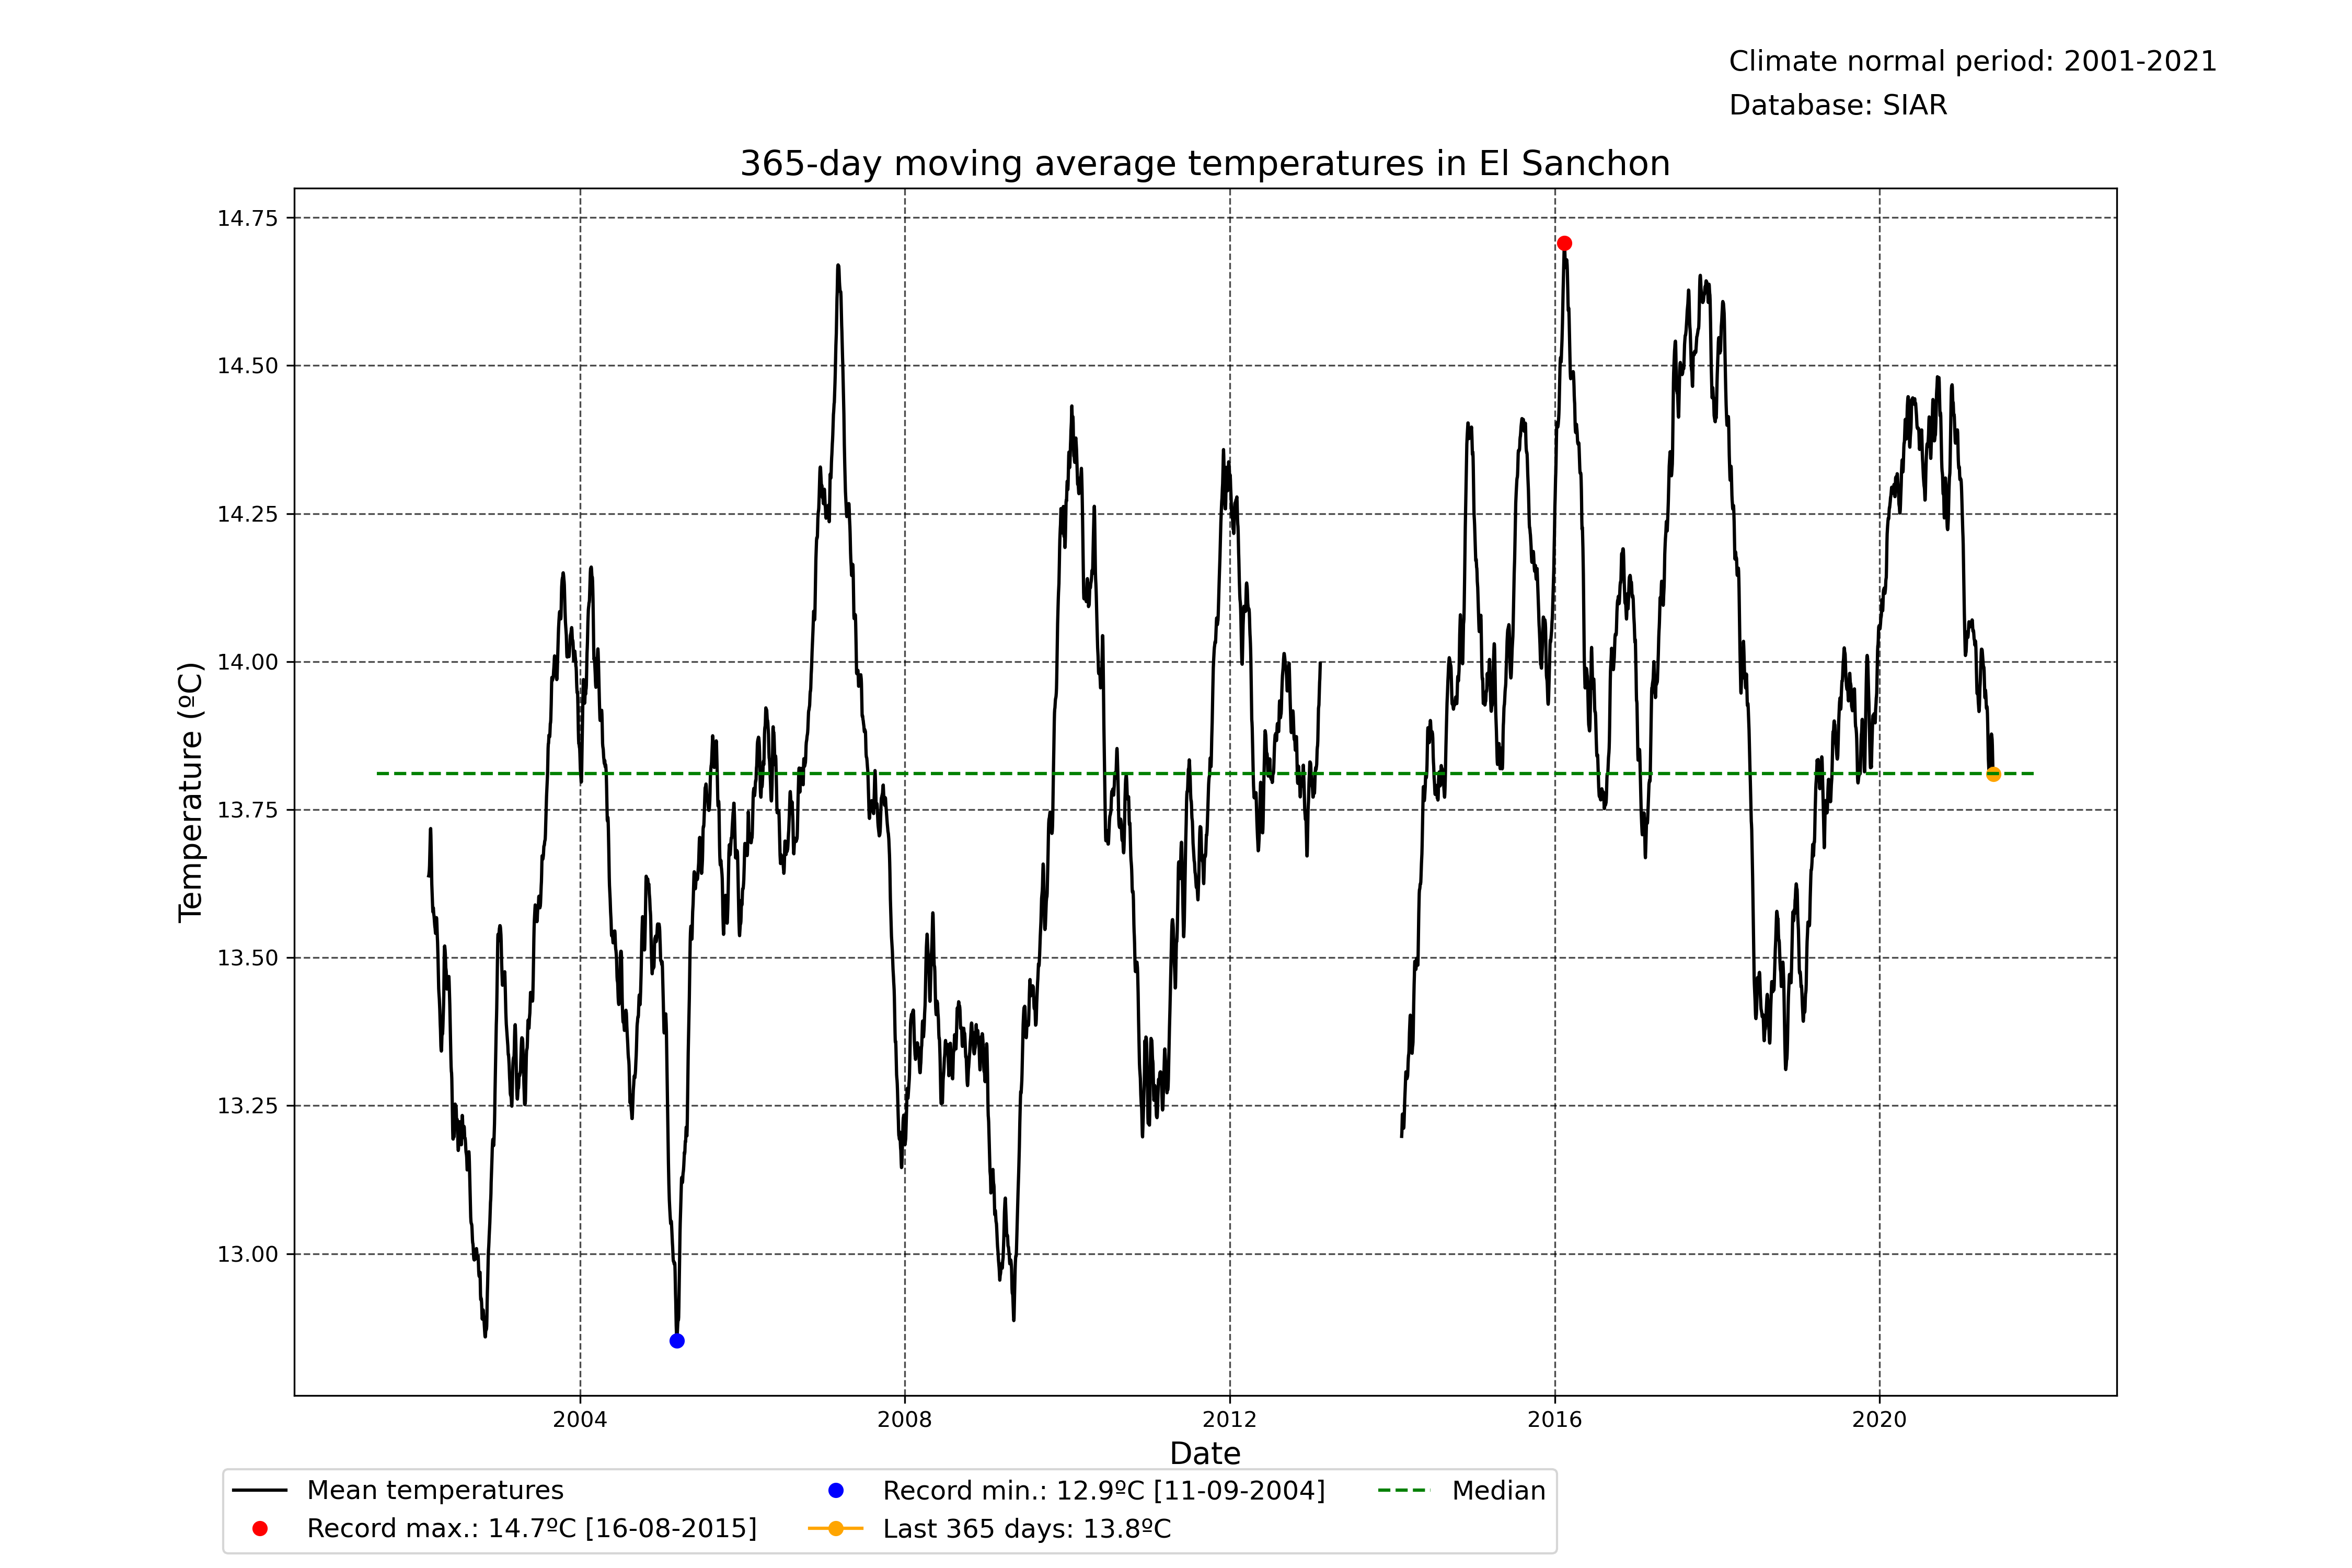 Climate normal period: 2001-2021
Database: SIAR
365-day moving average temperatures in El Sanchon
14.75
14.50
14.25
14.00
13.75
13.50
13.25
13.00
Temperature (ºC)
2004 2008 2012 2016 2020
Date
Mean temperatures
Record max.: 14.7ºC [16-08-2015]
Record min.: 12.9ºC [11-09-2004]
Last 365 days: 13.8ºC
Median